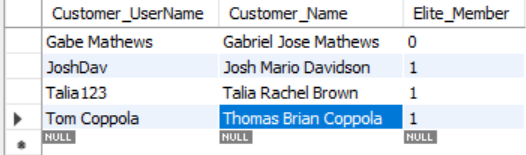 Customer_UserName Customer_Name Elite_Member
Gabe Mathews Gabriel Jose Mathews 0
JoshDav Josh Mario Davidson 1
Talia123 Talia Rachel Brown 1
Tom Coppola Thomas Brian Coppola 1
NULL NULL NULL